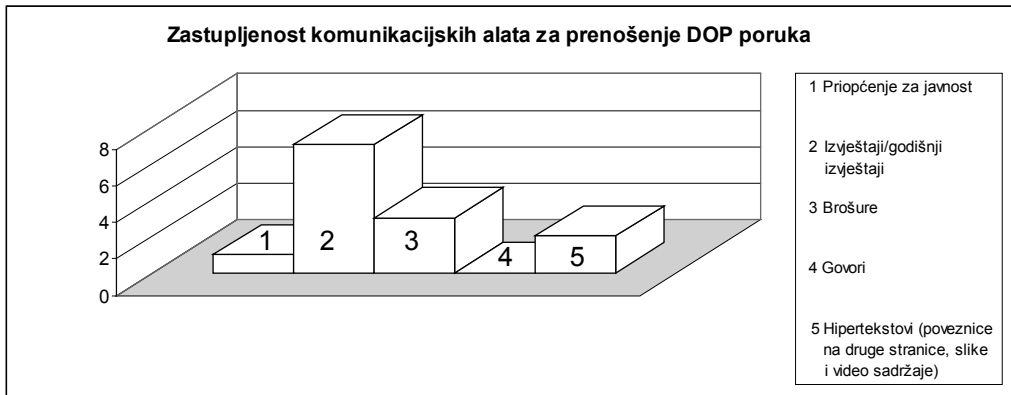 Zastupljenost komunikacijskih alata za prenošenje DOP poruka
8
6
4
2
0
1
2
3
4
5
1 Priopćenje za javnost
2 Izvještaji/godišnji
izvještaji
3 Brošure
4 Govori
5 Hipertekstovi (poveznice
na druge stranice, slike
i video sadržaje)